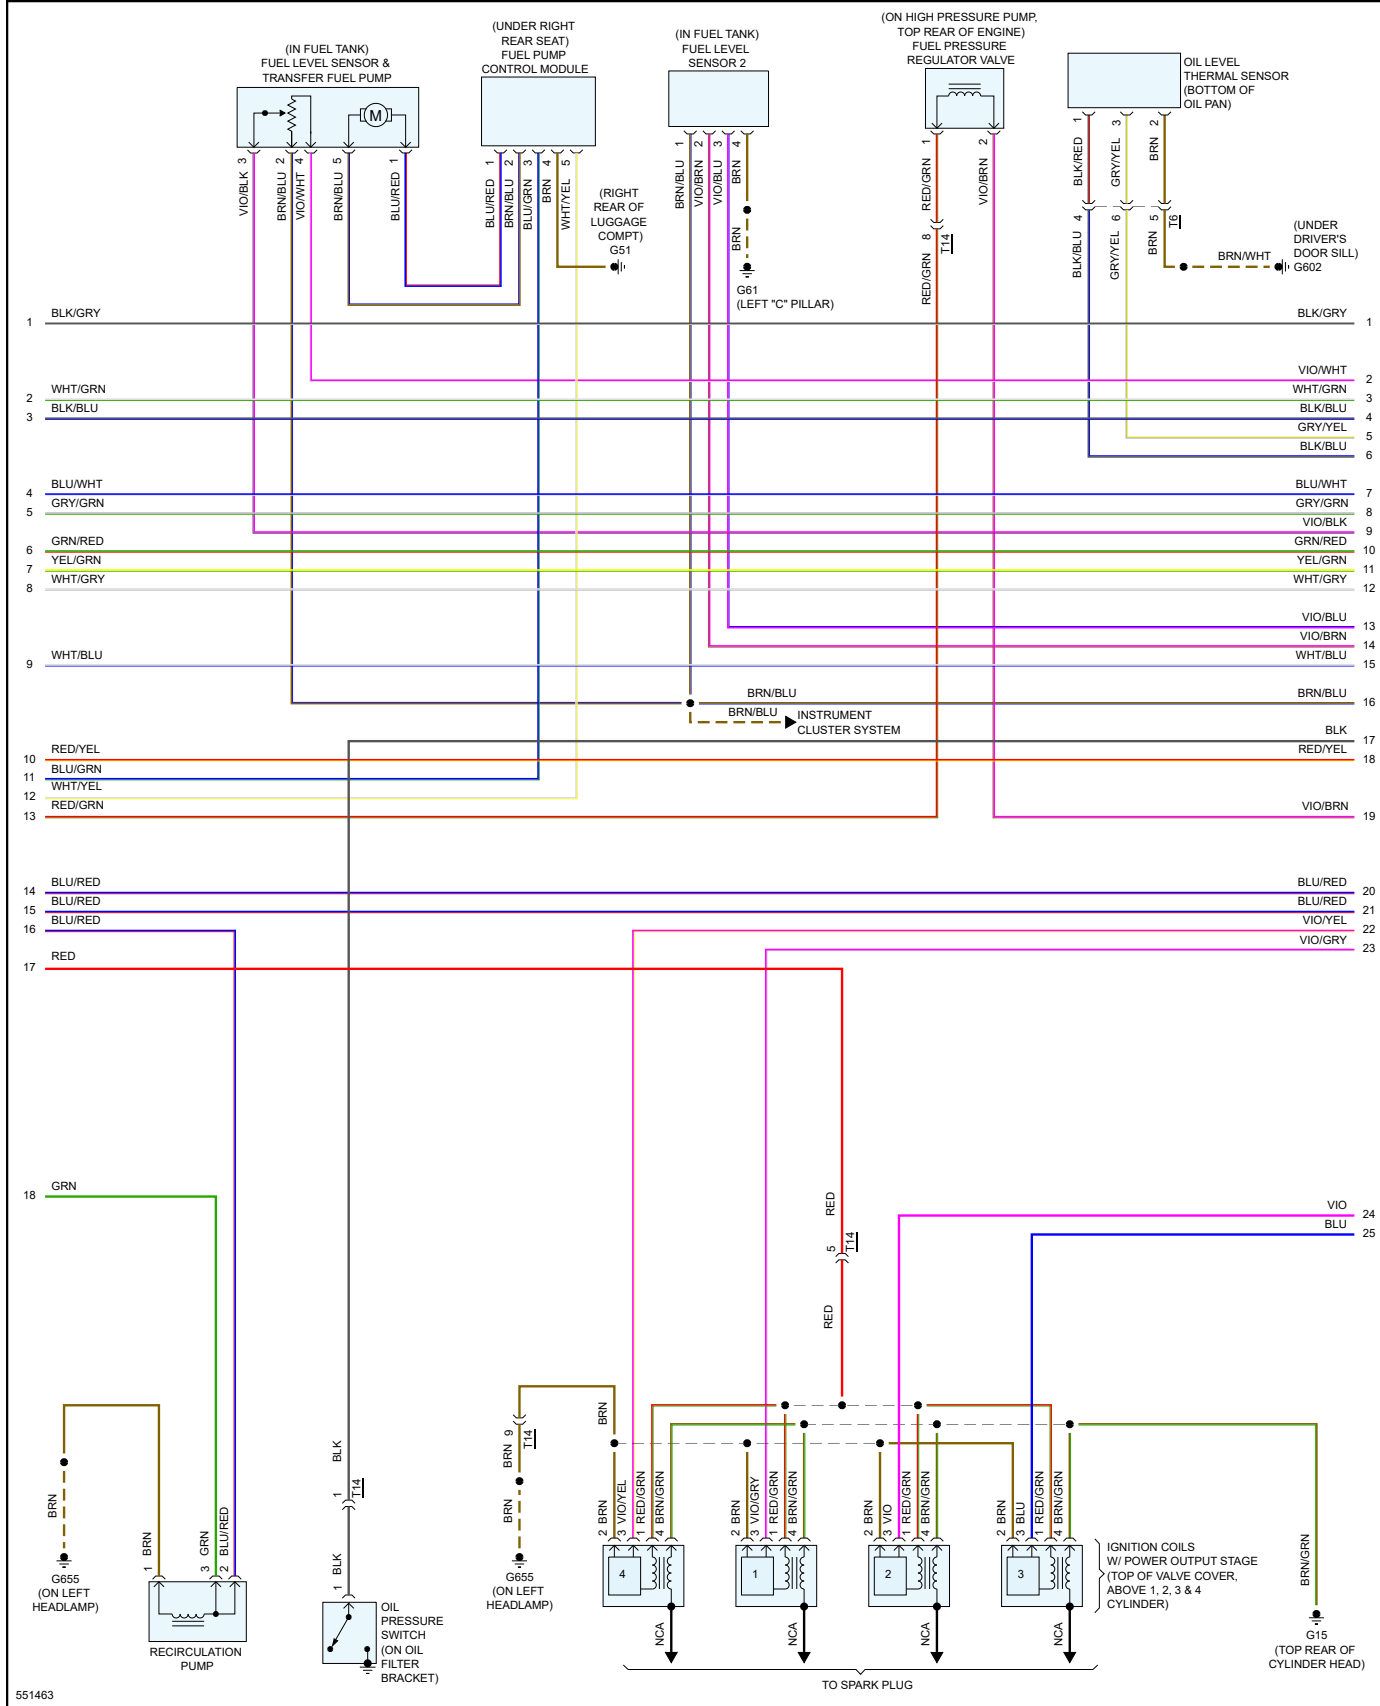 (IN FUEL TANK)
FUEL LEVEL SENSOR &
TRANSFER FUEL PUMP
M
(UNDER RIGHT
REAR SEAT)
FUEL PUMP
CONTROL MODULE
(IN FUEL TANK)
FUEL LEVEL
SENSOR 2
(ON HIGH PRESSURE PUMP,
TOP REAR OF ENGINE)
FUEL PRESSURE
REGULATOR VALVE
OIL LEVEL
THERMAL SENSOR
(BOTTOM OF
OIL PAN)
3 2 4 5 1
VIO/BLK
BRN/BLU
VIO/WHT
BRN/BLU
BLU/RED
1 2 3 4 5
BLU/RED
BRN/BLU
BLU/GRN
BRN
WHT/YEL
(RIGHT
REAR OF
LUGGAGE
COMPT)
G51
1 2 3 4
BRN/BLU
VIO/BRN
VIO/BLU
BRN
BRN
G61
(LEFT "C" PILLAR)
1 2
RED/GRN
VIO/BRN
8
T14
RED/GRN
1 3 2
BLK/RED
GRY/YEL
BRN
4 6 5
T6
BLK/BLU
GRY/YEL
BRN
BRN/WHT
(UNDER
DRIVER'S
DOOR SILL)
G602
1 BLK/GRY BLK/GRY 1
VIO/WHT 2
2 WHT/GRN WHT/GRN 3
3 BLK/BLU BLK/BLU 4
GRY/YEL 5
BLK/BLU 6
4 BLU/WHT BLU/WHT 7
5 GRY/GRN GRY/GRN 8
VIO/BLK 9
6 GRN/RED GRN/RED 10
7 YEL/GRN YEL/GRN 11
8 WHT/GRY WHT/GRY 12
VIO/BLU 13
VIO/BRN 14
9 WHT/BLU WHT/BLU 15
BRN/BLU BRN/BLU 16
BRN/BLU INSTRUMENT
CLUSTER SYSTEM
BLK 17
10 RED/YEL RED/YEL 18
11 BLU/GRN
12 WHT/YEL
13 RED/GRN VIO/BRN 19
14 BLU/RED BLU/RED 20
15 BLU/RED BLU/RED 21
16 BLU/RED VIO/YEL 22
VIO/GRY 23
17 RED
18 GRN
VIO 24
BLU 25
RED
5
T14
RED
BRN
1 BRN
3 GRN
2 BLU/RED
G655
(ON LEFT
HEADLAMP)
RECIRCULATION
PUMP
BLK
1
T14
1 BLK
OIL
PRESSURE
SWITCH
(ON OIL
FILTER
BRACKET)
BRN
BRN 9
T14
BRN
G655
(ON LEFT
HEADLAMP)
2 BRN
3 VIO/YEL
1 RED/GRN
4 BRN/GRN
2 BRN
3 VIO/GRY
1 RED/GRN
4 BRN/GRN
2 BRN
3 VIO
1 RED/GRN
4 BRN/GRN
2 BRN
3 BLU
1 RED/GRN
4 BRN/GRN
4 1 2 3
IGNITION COILS
W/ POWER OUTPUT STAGE
(TOP OF VALVE COVER,
ABOVE 1, 2, 3 & 4
CYLINDER)
NCA NCA NCA NCA
TO SPARK PLUG
BRN/GRN
G15
(TOP REAR OF
CYLINDER HEAD)
551463